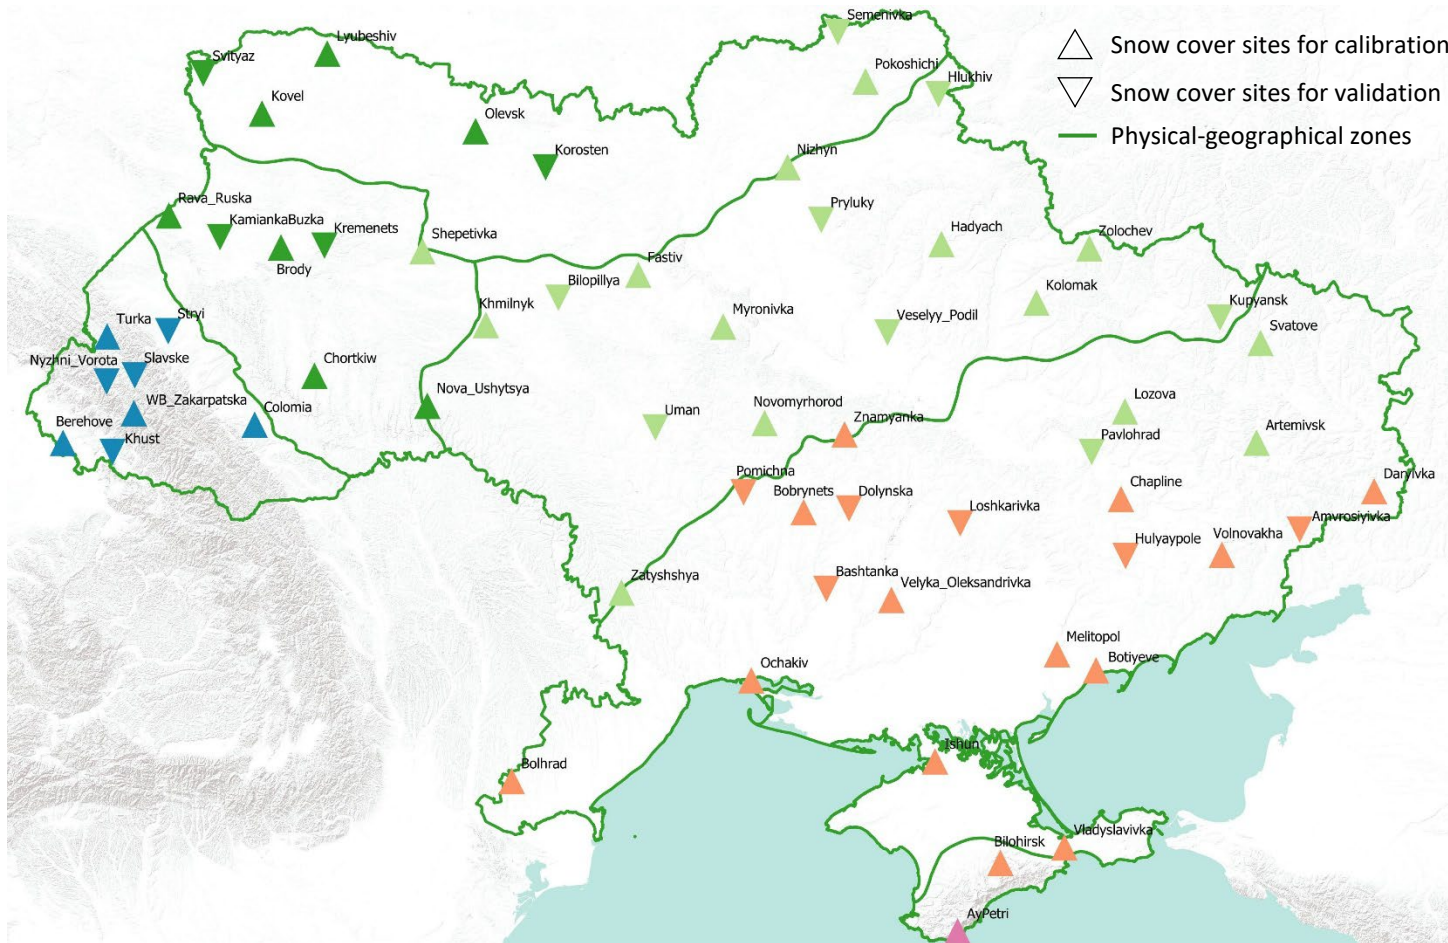 Semenivka
Lyubeshiv
Snow cover sites for calibration
Svityaz
Pokoshichi
Hlukhiv
Kovel
Snow cover sites for validation
Olevsk
Korosten
Physical-geographical zones
Nizhyn
Rava_Ruska
KamiankaBuzka
Kremenets
Pryluky
Shepetivka
Hadyach
Zolochev
Brody
Fastiv
Bilopillya
Khmilnyk
Myronivka
Kolomak
Kupyansk
Turka
Stryi
Veselyy_Podil
Svatove
Nyzhni_Vorota
Slavske
Chortkiw
Nova_Ushytsya
WB_Zakarpatska
Colomia
Berehove
Khust
Uman
Novomyrhorod
Znamyanka
Lozova
Pavlohrad
Artemivsk
Pomichna
Bobrynets
Dolynska
Chapline
Loshkarivka
Amvrosiyivka
Hulyaypole
Volnovakha
Zatyshshya
Bashtanka
Velyka_Oleksandrivka
Melitopol
Botiyeve
Ochakiv
Ishun
Bolhrad
Vladyslavivka
Bilohirsk
AyPetri